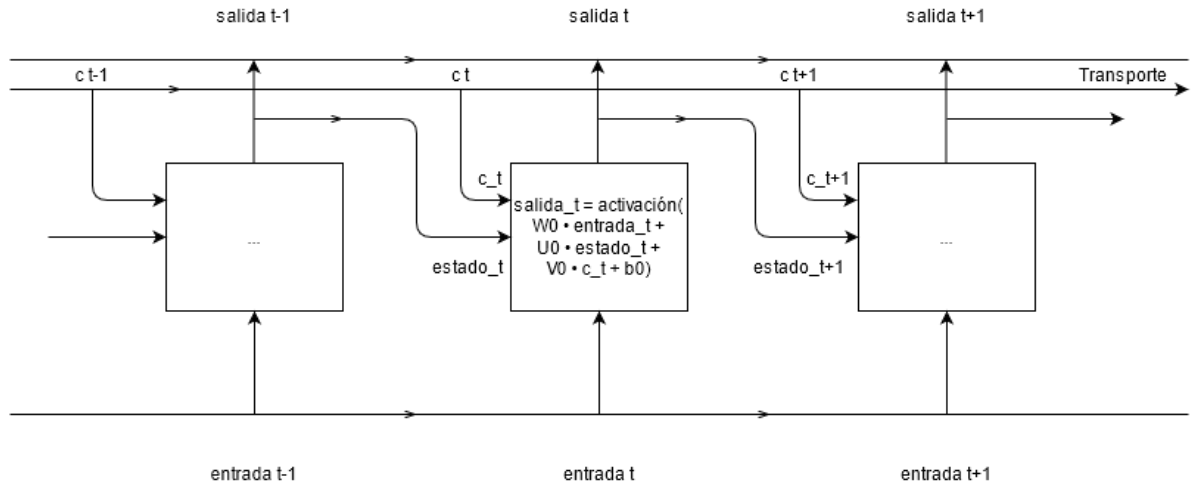 salida t-1
salida t
salida t+1
c t-1
c t
c t+1
Transporte
c_t
c_t+1
...
salida_t = activación(
W0 • entrada_t +
U0 • estado_t +
V0 • c_t + b0)
...
estado_t
estado_t+1
entrada t-1
entrada t
entrada t+1